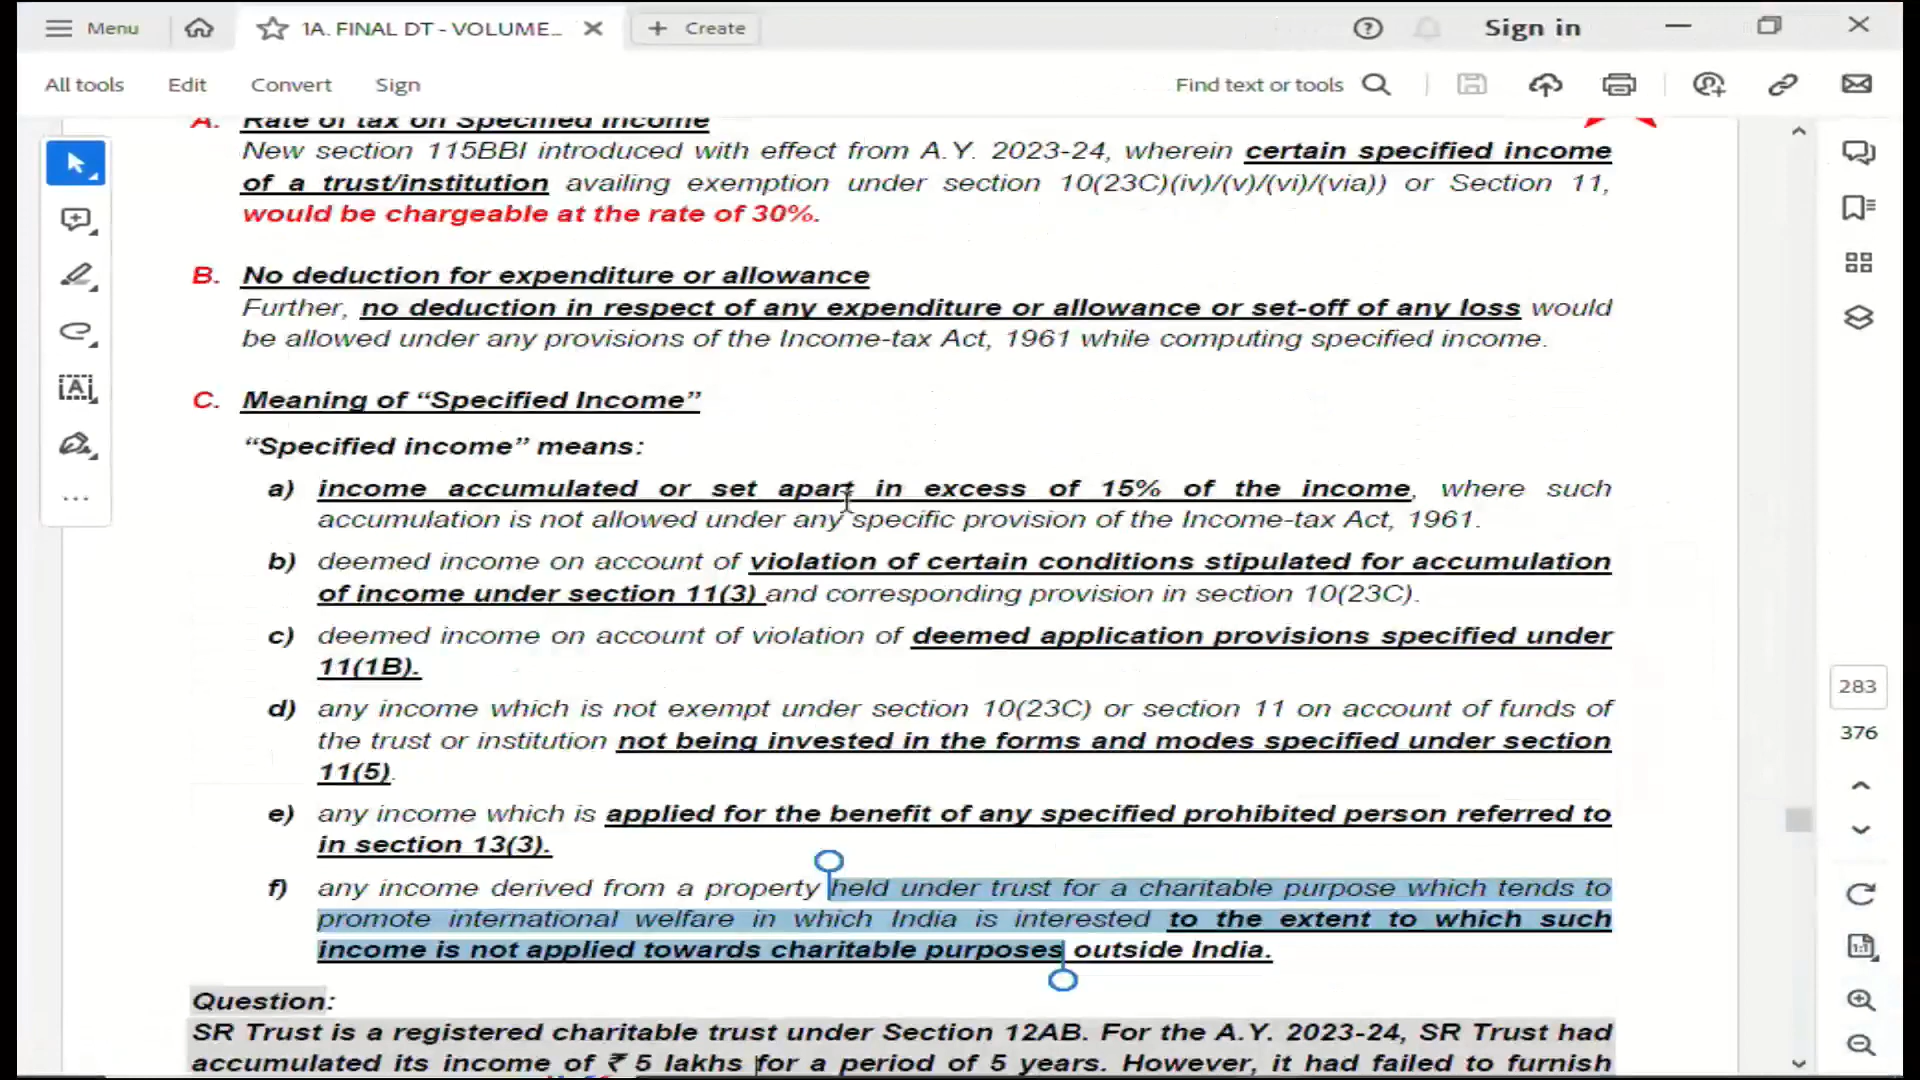 Menu
1A. FINAL DT - VOLUME...
Create
Sign in
All tools
Edit
Convert
Sign
Find text or tools
A. Rate of tax on Specified Income
New section 115BBI introduced with effect from A.Y. 2023-24, wherein certain specified income
of a trust/institution availing exemption under section 10(23C)(iv)/(v)/(vi)/(via)) or Section 11,
would be chargeable at the rate of 30%.
B. No deduction for expenditure or allowance
Further, no deduction in respect of any expenditure or allowance or set-off of any loss would
be allowed under any provisions of the Income-tax Act, 1961 while computing specified income.
C. Meaning of “Specified Income”
“Specified income” means:
a) income accumulated or set apart in excess of 15% of the income, where such
accumulation is not allowed under any specific provision of the Income-tax Act, 1961.
b) deemed income on account of violation of certain conditions stipulated for accumulation
of income under section 11(3) and corresponding provision in section 10(23C).
c) deemed income on account of violation of deemed application provisions specified under
11(1B).
d) any income which is not exempt under section 10(23C) or section 11 on account of funds of
the trust or institution not being invested in the forms and modes specified under section
11(5).
e) any income which is applied for the benefit of any specified prohibited person referred to
in section 13(3).
f) any income derived from a property held under trust for a charitable purpose which tends to
promote international welfare in which India is interested to the extent to which such
income is not applied towards charitable purposes outside India.
Question:
SR Trust is a registered charitable trust under Section 12AB. For the A.Y. 2023-24, SR Trust had
accumulated its income of ₹ 5 lakhs for a period of 5 years. However, it had failed to furnish
283
376
1:1